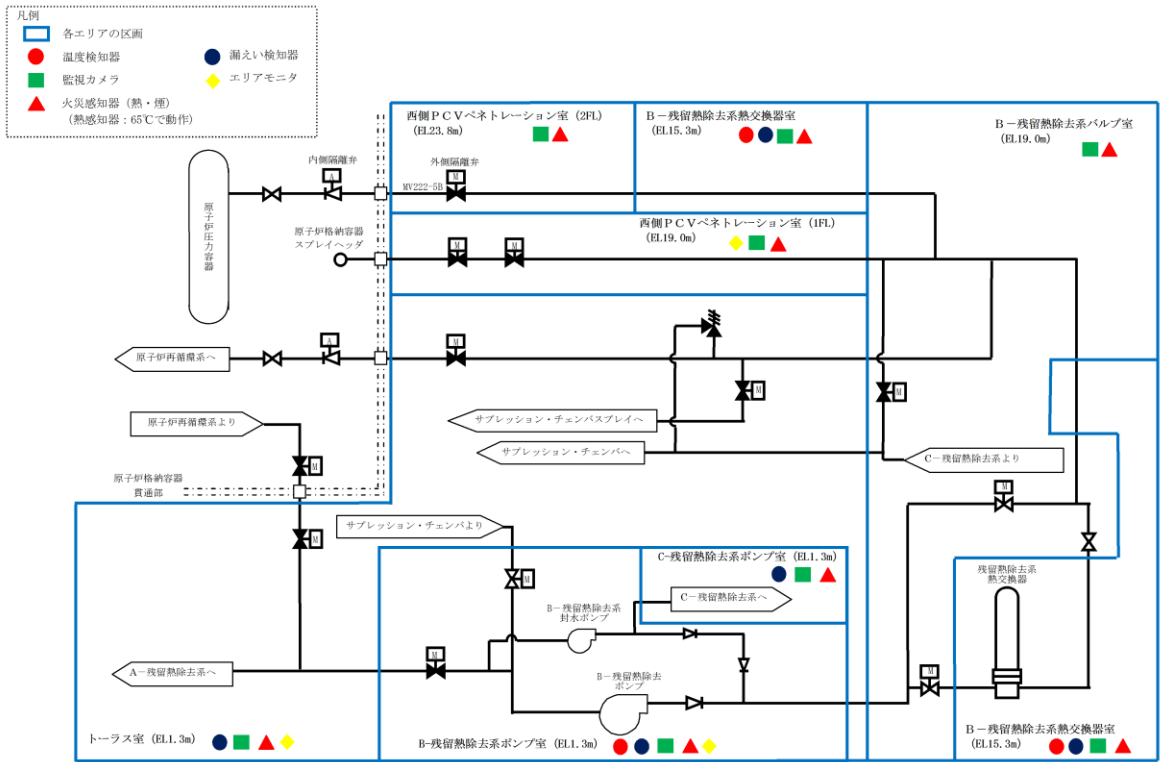 凡例
各エリアの区画
温度検知器
漏えい検知器
監視カメラ
エリアモニタ
火災感知器（熱・煙）
（熱感知器：65℃で動作）
西側ＰＣＶペネトレーション室（2FL）
（EL23.8m）
Ｂ－残留熱除去系熱交換器室
（EL15.3m）
Ｂ－残留熱除去系バルブ室
（EL19.0m）
内側隔離弁
A
外側隔離弁
M
MV222-5B
原子炉圧力容器
西側ＰＣＶペネトレーション室（1FL）
（EL19.0m）
原子炉格納容器
スプレイヘッダ
M
M
A
M
原子炉再循環系へ
M
M
原子炉再循環系より
サプレッション・チェンバスプレイへ
サプレッション・チェンバへ
C－残留熱除去系より
M
原子炉格納容器
貫通部
M
サプレッション・チェンバより
M
C-残留熱除去系ポンプ室（EL1.3m）
M
残留熱除去系
熱交換器
C－残留熱除去系へ
B－残留熱除去系
封水ポンプ
M
A－残留熱除去系へ
B－残留熱除去
ポンプ
M
トーラス室（EL1.3m）
B-残留熱除去系ポンプ室（EL1.3m）
Ｂ－残留熱除去系熱交換器室
（EL15.3m）